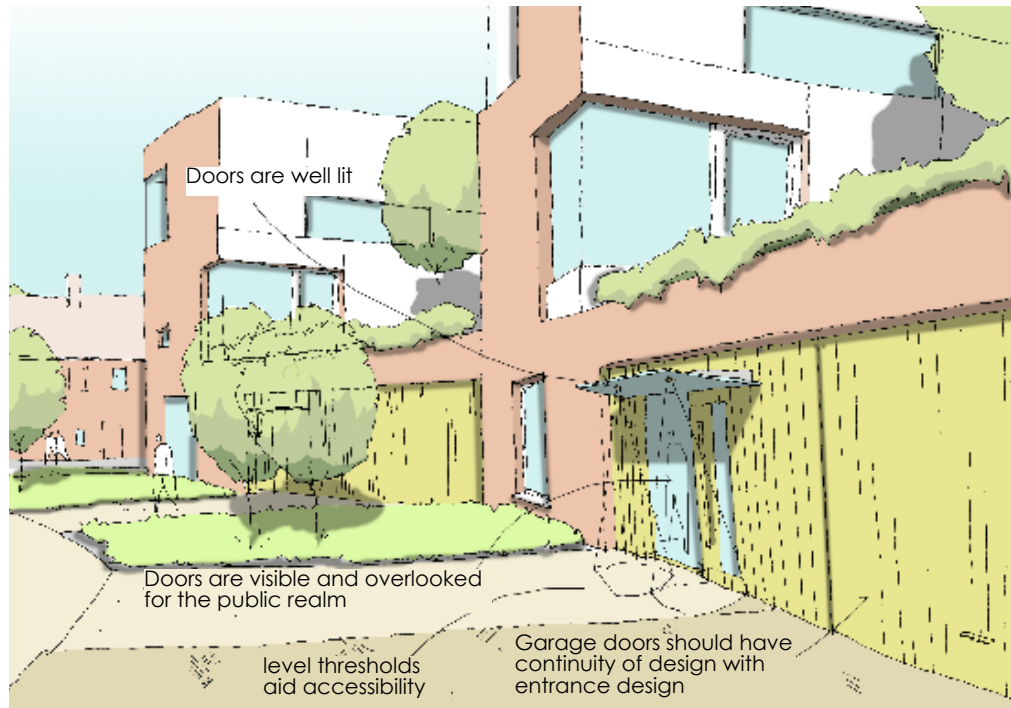 Doors are well lit
Doors are visible and overlooked
for the public realm
level thresholds
aid accessibility
Garage doors should have
continuity of design with
entrance design